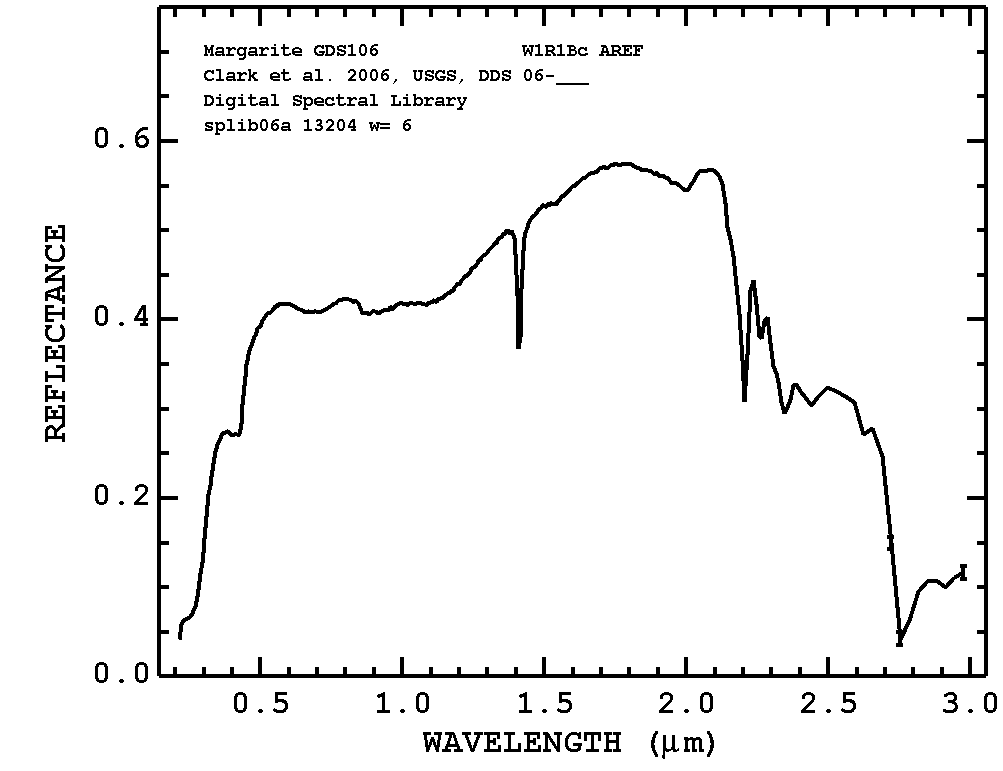 Margarite GDS106 W1R1Bc AREF
Clark et al. 2006, USGS, DDS 06-___
Digital Spectral Library
splib06a 13204 w= 6
REFLECTANCE
0.6
0.4
0.2
0.0
0.5 1.0 1.5 2.0 2.5 3.0
WAVELENGTH (μm)